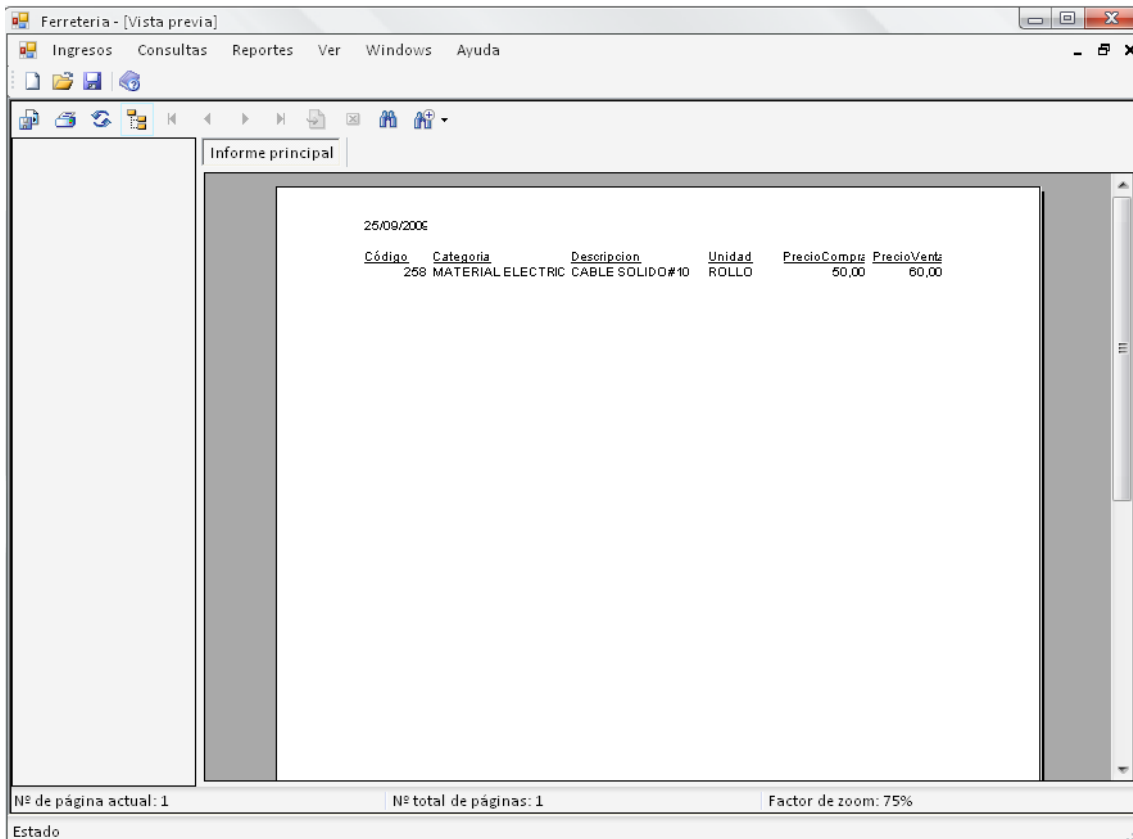 Ferreteria - [Vista previa]
Ingresos Consultas Reportes Ver Windows Ayuda
Informe principal
25/09/2009
Código Categoria Descripcion Unidad PrecioCompra PrecioVenta
258 MATERIAL ELECTRIC CABLE SOLIDO#10 ROLLO 50,00 60,00
Nº de página actual: 1 Nº total de páginas: 1 Factor de zoom: 75%
Estado